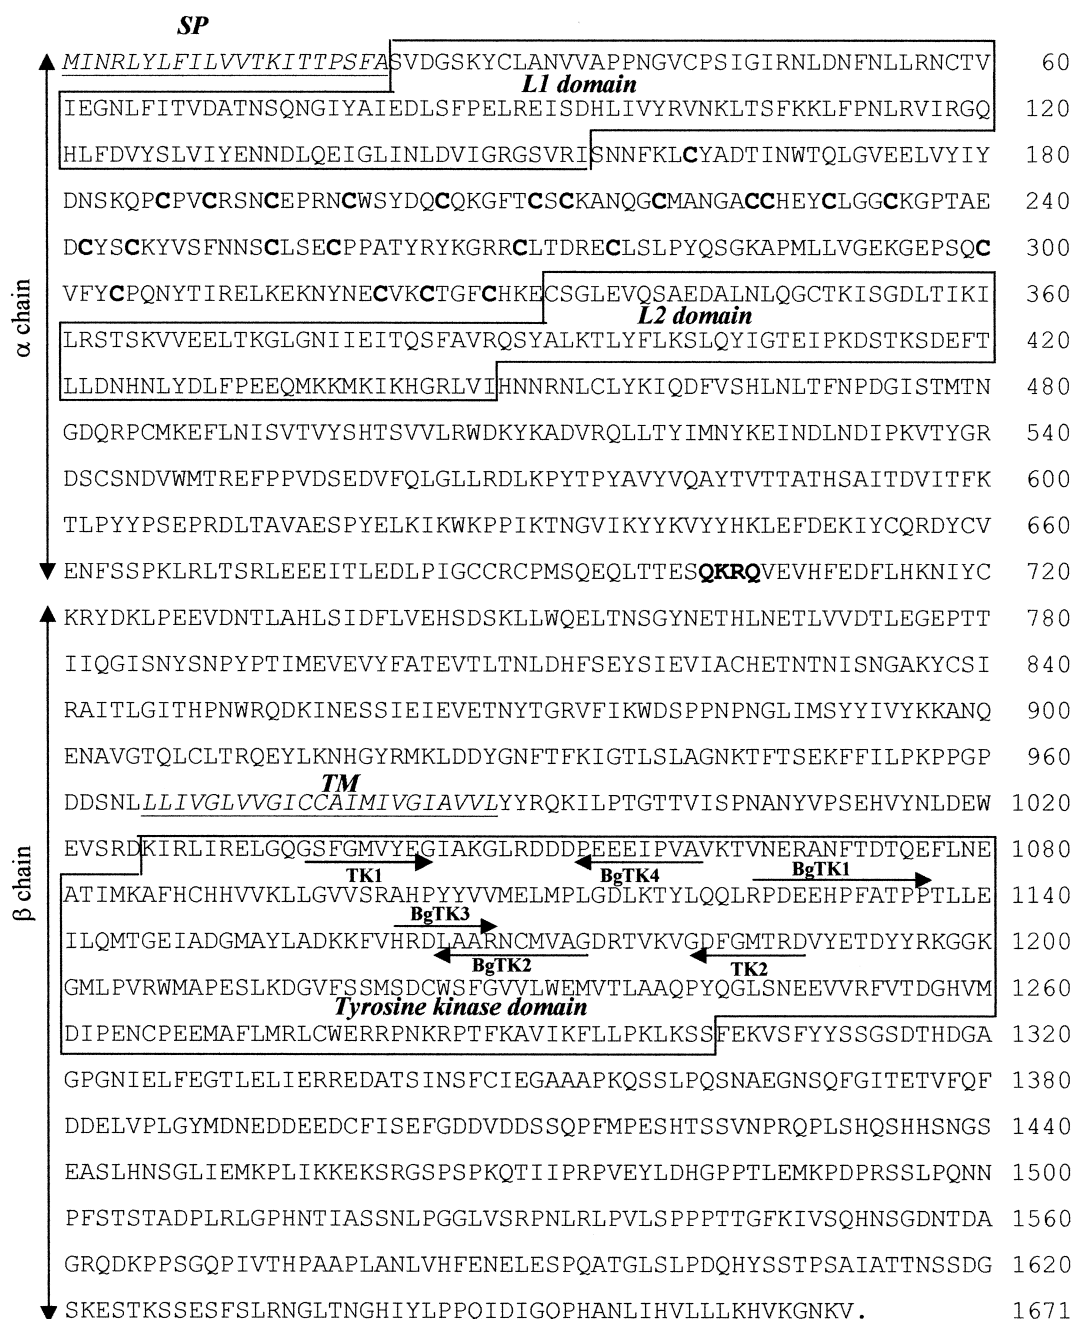 SP
MINRLYLFILVVTKITTPSFASVDGSKYCLANVVAPPNGVCPSIGIRNLDNFNLLRNCTV 60
L1 domain
IEGNLFITVDATNSQNGIYAIEDLSFPELREISDHLIVYRVNKLTSFKKLFPNLRVIRGQ 120
HLFDVYSLVIYENNDLQEIGLINLDVIGRGSVRISNNFKLCYADTINWTQLGVEELVYIY 180
DNSKQPCPVCRSNCEPRNCWSYDQCQKGFTCSCKANQGCMANGACCHEYCLGGCKGPTAE 240
DCYSCKYVSFNNSCLSECPPATYRYKGRRCLTDRECLSLPYQSGKAPMLLVGEKGEPSQC 300
VFYCPQNYTIRELKEKNYNECVKCTGFCHKECSGLEVQSAEDALNLQGCTKISGDLTIKI 360
L2 domain
LRSTSKVVEELTKGLGNIIEITQSFAVRQSYALKTLYFLKSLQYIGTEIPKDSTKSDEFT 420
LLDNHNLYDLFPEEQMKKMKIKHGRLVIHNNRNLCLYKIQDFVSHLNLTFNPDGISTMTN 480
GDQRPCMKEFLNISVTVYSHTSVVLRWDKYKADVRQLLTYIMNYKEINDLNDIPKVTYGR 540
DSCSNDVWMTREFPPVDSEDVFQLGLLRDLKPYTPYAVYVQAYTVTTATHSAITDVITFK 600
TLPYYPSEPRDLTAVAESPYELKIKWKPPIKTNGVIKYYKVYYHKLEFDEKIYCQRDYCV 660
ENFSSPKLRLTSRLEEEITLEDLPIGCCRCPMSQEQLTTESQKRQVEVHFEDFLHKNIYC 720
α chain
KRYDKLPEEVDNTLAHLSIDFLVEHSDSKLLWQELTNSGYNETHLNETLVVDTLEGEPTT 780
IIQGISNYSNPYPTIMEVEVYFATEVTLTNLDHFSEYSIEVIACHETNTNISNGAKYCSI 840
RAITLGITHPNWRQDKINESSIEIEVETNYTGRVFIKWDSPPNPNGLIMSYYIVYKKANQ 900
ENAVGTQLCLTRQEYLKNHGYRMKLDDYGNFTFKIGTLSLAGNKTFTSEKFFILPKPPGP 960
TM
DDSNLLLIVGLVVGICCAIMIVGIAVVLYYRQKILPTGTTVISPNANYVPSEHVYNLDEW 1020
EVSRDKIRLIRELGQGSFGMVYEGIAKGLRDDDPEEEIPVAVKTVNERANFTDTQEFLNE 1080
TK1 BgTK4 BgTK1
ATIMKAFHCHHVVKLLGVVSRAHPYYVVMELMPLGDLKTYLQQLRPDEEHPFATPPTLLE 1140
BgTK3
ILQMTGEIADGMAYLADKKFVHRDLAARNCMVAGDRTVKVGDFGMTRDVYETDYYRKGGK 1200
BgTK2 TK2
GMLPVRWMAPESLKDGVFSSMSDCWSFGVVLWEMVTLAAQPYQGLSNEEVVRFVTDGHVM 1260
Tyrosine kinase domain
DIPENCPEEMAFLMRLCWERRPNKRPTFKAVIKFLLPKLKSSFEKVSFYYSSGSDTHDGA 1320
GPGNIELFEGTLELIERREDATSINSFCIEGAAAPKQSSLPQSNAEGNSQFGITETVFQF 1380
DDELVPLGYMDNEDDEEDCFISEFGDDVDDSSQPFMPESHTSSVNPRQPLSHQSHHSNGS 1440
EASLHNSGLIEMKPLIKKEKSRGSPSPKQTIIPRPVEYLDHGPPTLEMKPDPRSSLPQNN 1500
PFSTSTADPLRLGPHNTIASSNLPGGLVSRPNLRLPVLSPPPTTGFKIVSQHNSGDNTDA 1560
GRQDKPPSGQPIVTHPAAPLANLVHFENELESPQATGLSLPDQHYSSTPSAIATTNSSDG 1620
SKESTKSSESFSLRNGLTNGHIYLPPQIDIGQPHANLIHVLLLKHVKGNKV. 1671
β chain